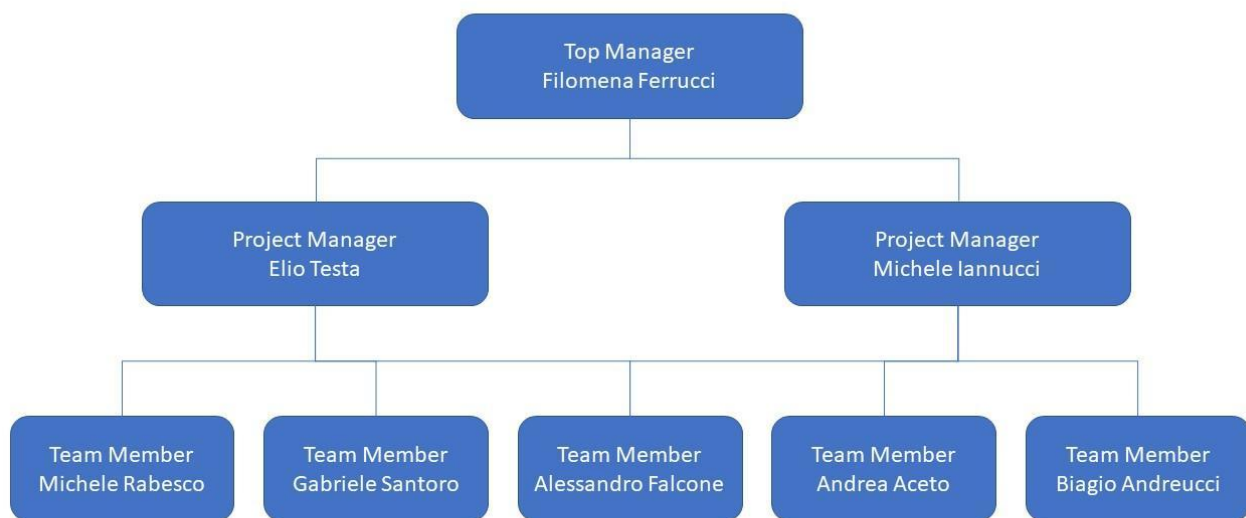 Top Manager
Filomena Ferrucci
Project Manager
Elio Testa
Project Manager
Michele Iannucci
Team Member
Michele Rabesco
Team Member
Gabriele Santoro
Team Member
Alessandro Falcone
Team Member
Andrea Aceto
Team Member
Biagio Andreucci